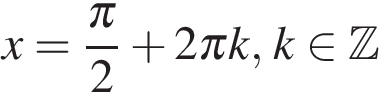 x = π/2 + 2πk, k ∈ ℤ